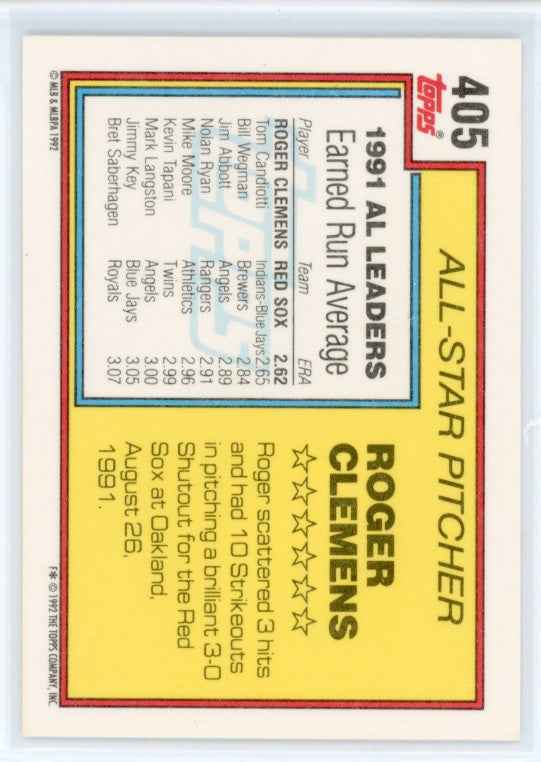 405
TOPPS®
ALL-STAR PITCHER
1991 AL LEADERS
Earned Run Average
Player Team ERA
ROGER CLEMENS RED SOX 2.62
Tom Candiotti Indians-Blue Jays 2.65
Bill Wegman Brewers 2.84
Jim Abbott Angels 2.89
Nolan Ryan Rangers 2.91
Mike Moore Athletics 2.96
Kevin Tapani Twins 2.99
Mark Langston Angels 3.00
Jimmy Key Blue Jays 3.05
Bret Saberhagen Royals 3.07
ROGER
CLEMENS
Roger scattered 3 hits
and had 10 Strikeouts
in pitching a brilliant 3-0
Shutout for the Red
Sox at Oakland,
August 26,
1991.
© MLB & MLBPA 1992
F* © 1992 THE TOPPS COMPANY, INC.